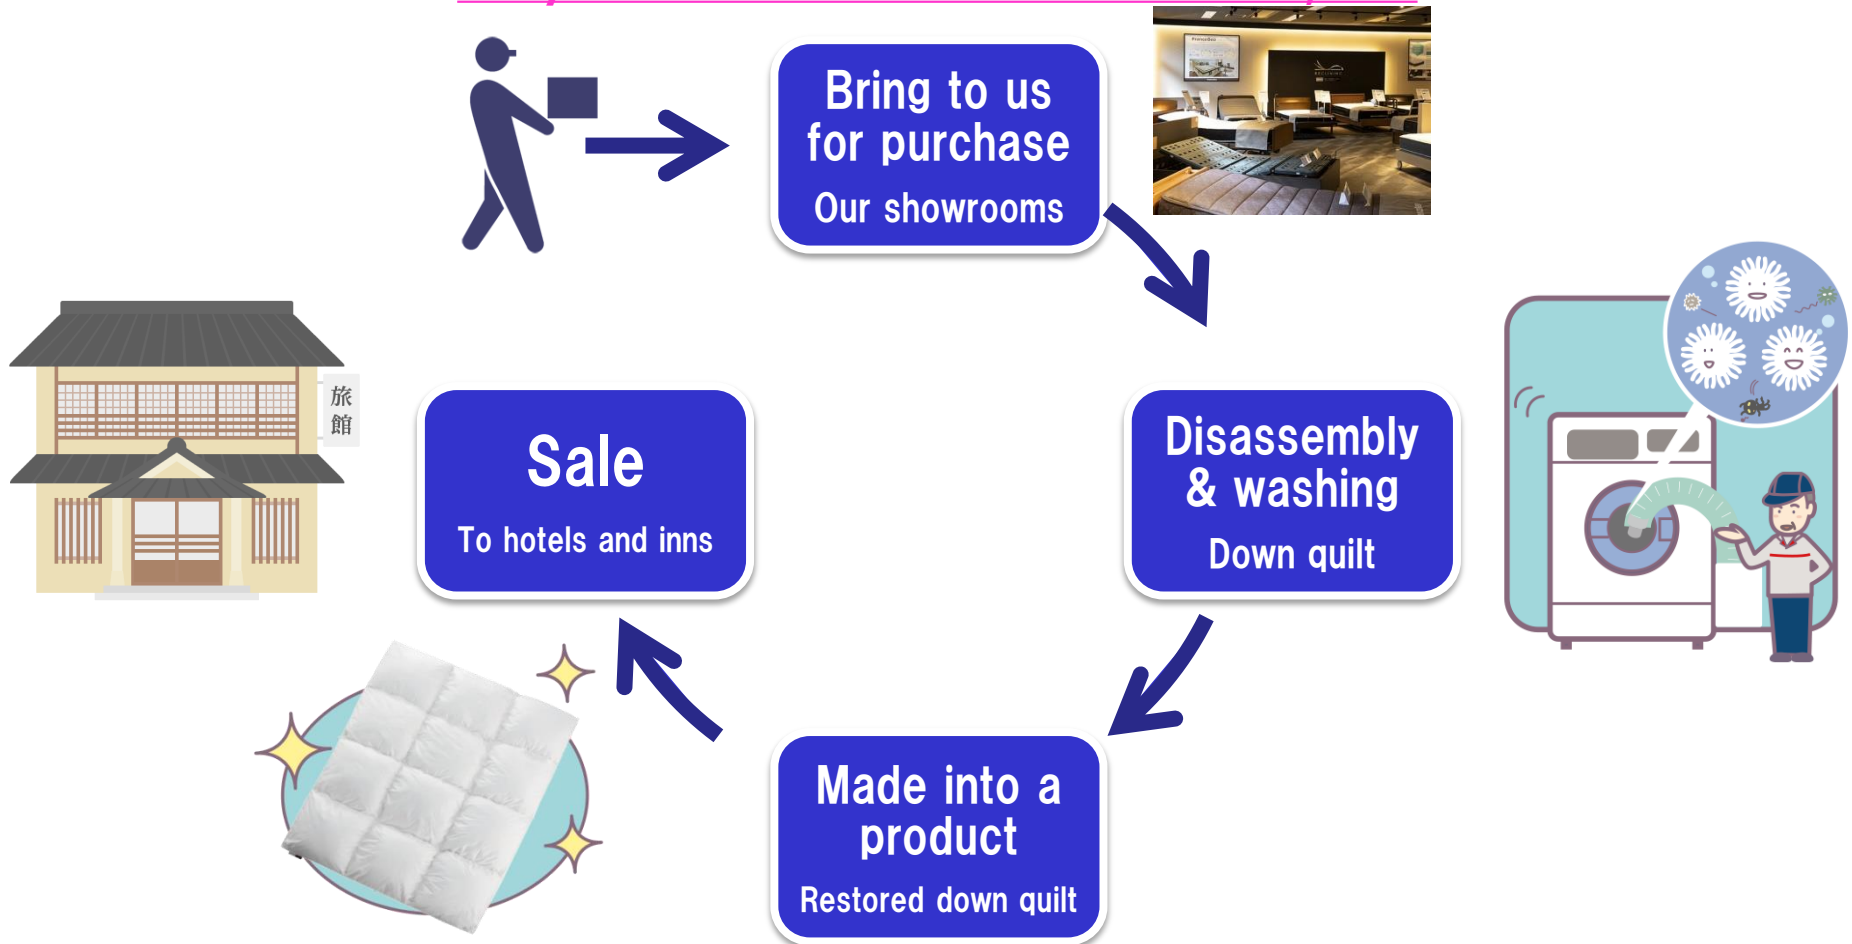 Bring to us
for purchase
Our showrooms
旅
館
Sale
To hotels and inns
Disassembly
& washing
Down quilt
Made into a
product
Restored down quilt